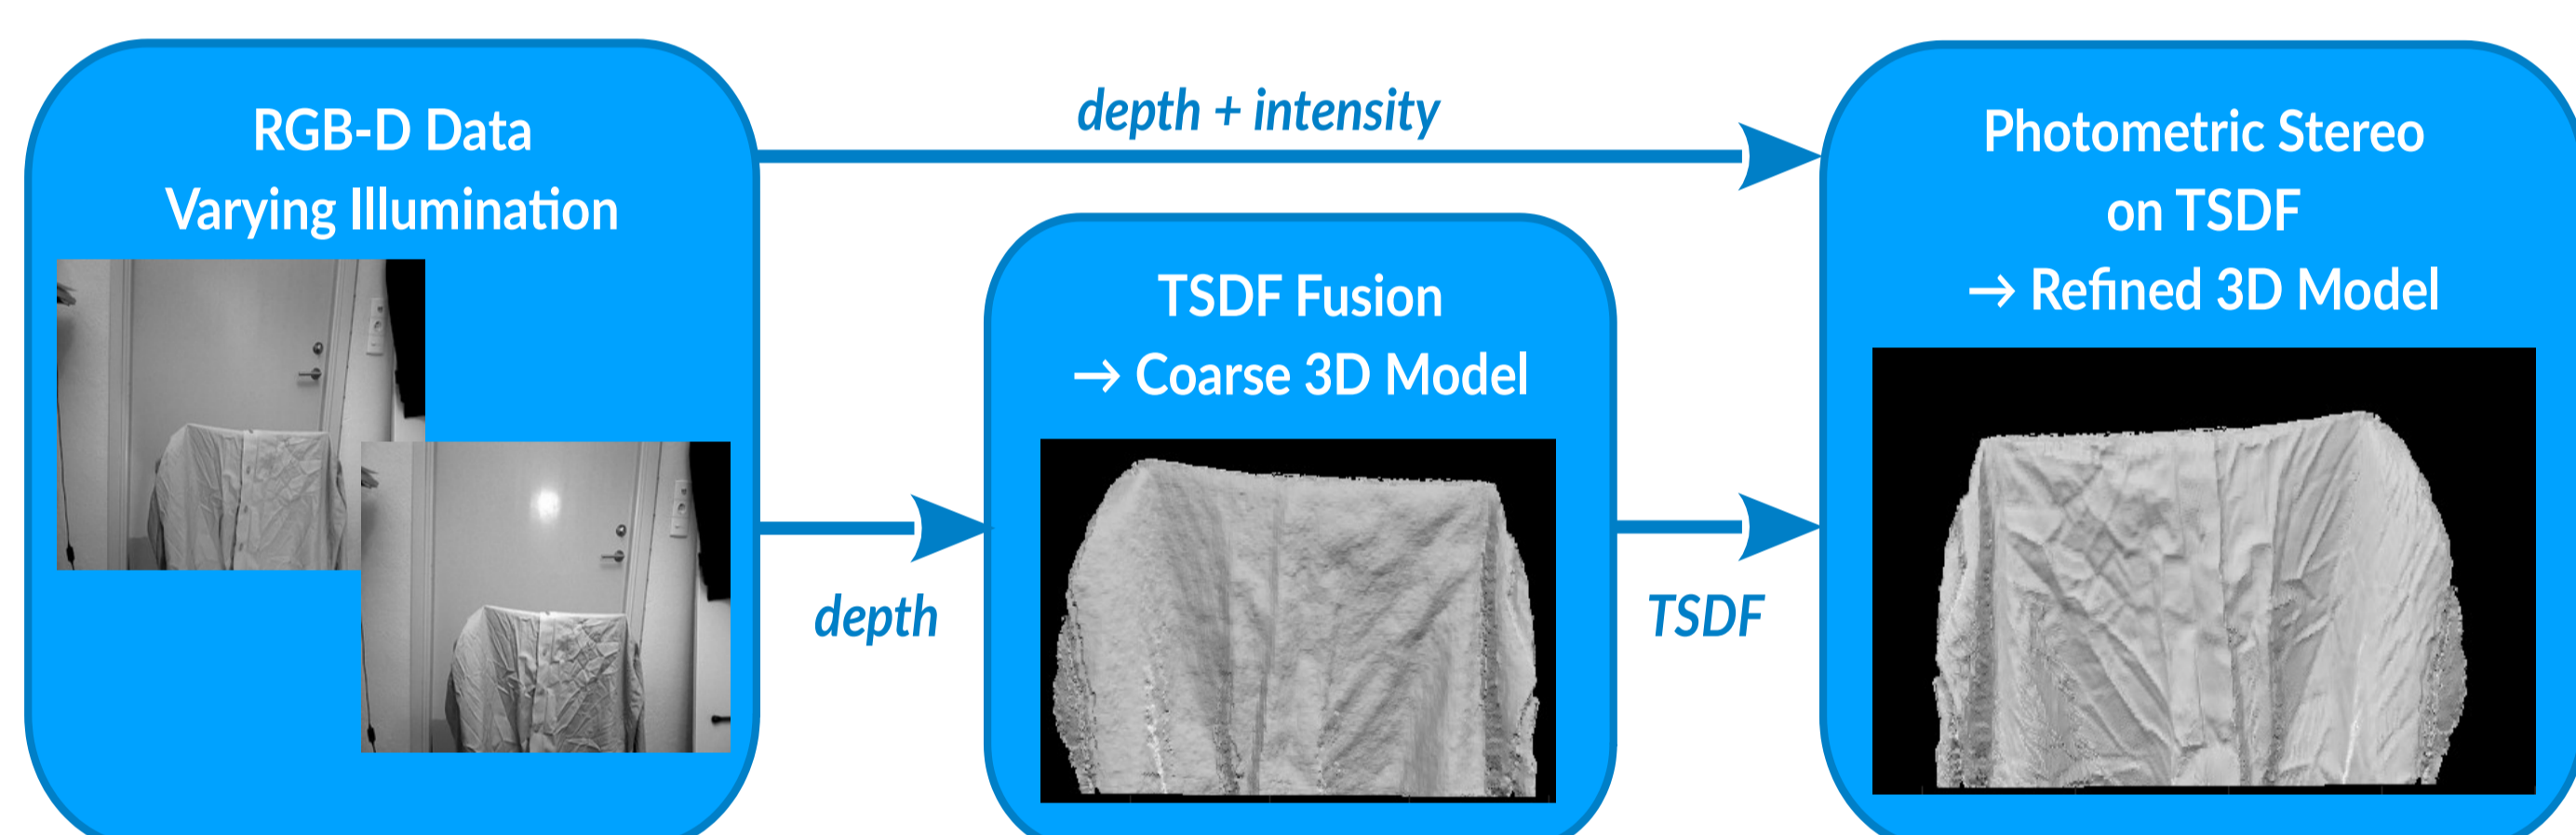 RGB-D Data
Varying Illumination
depth + intensity
depth
TSDF Fusion
→ Coarse 3D Model
TSDF
Photometric Stereo
on TSDF
→ Refined 3D Model